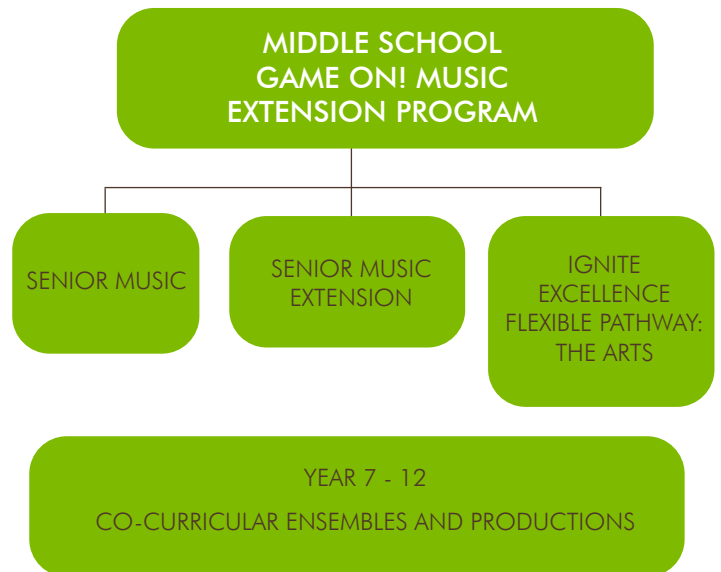 MIDDLE SCHOOL
GAME ON! MUSIC
EXTENSION PROGRAM
SENIOR MUSIC
SENIOR MUSIC
EXTENSION
IGNITE
EXCELLENCE
FLEXIBLE PATHWAY:
THE ARTS
YEAR 7 - 12
CO-CURRICULAR ENSEMBLES AND PRODUCTIONS